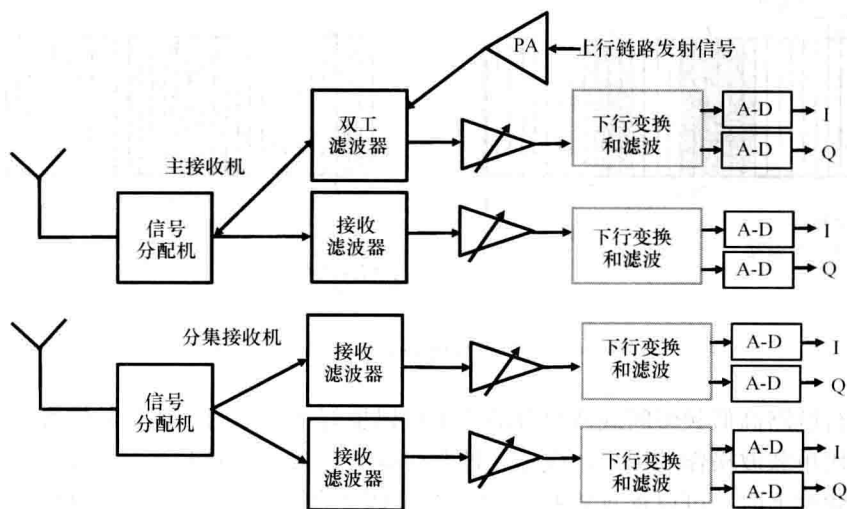 PA
上行链路发射信号
双工
滤波器
A-D
I
下行变换
和滤波
A-D
Q
主接收机
信号
分配机
接收
滤波器
A-D
I
下行变换
和滤波
A-D
Q
分集接收机
接收
滤波器
A-D
I
下行变换
和滤波
A-D
Q
信号
分配机
接收
滤波器
A-D
I
下行变换
和滤波
A-D
Q